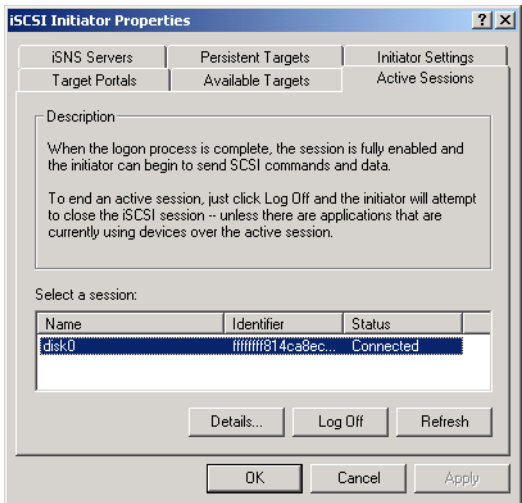 iSCSI Initiator Properties
iSNS Servers Persistent Targets Initiator Settings
Target Portals Available Targets Active Sessions
Description
When the logon process is complete, the session is fully enabled and
the initiator can begin to send SCSI commands and data.
To end an active session, just click Log Off and the initiator will attempt
to close the iSCSI session -- unless there are applications that are
currently using devices over the active session.
Select a session:
Name Identifier Status
disk0 ffffffff814ca8ec... Connected
Details... Log Off Refresh
OK Cancel Apply